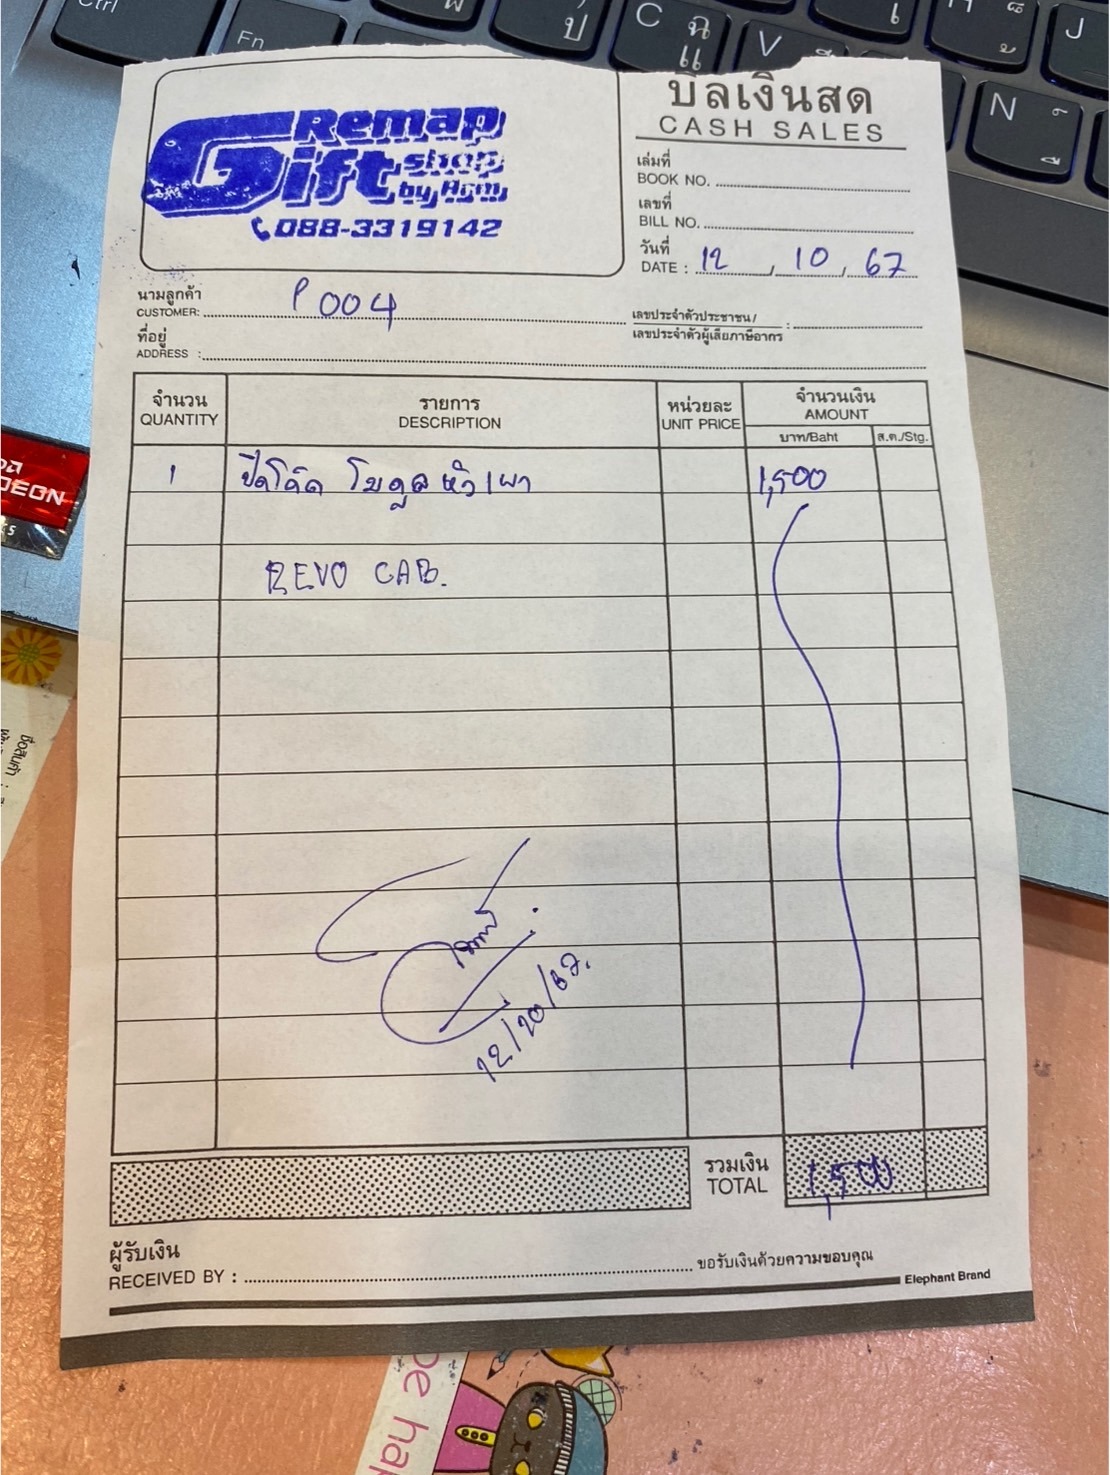 Ctrl
Fn
C ฉ
แ
V
N
J
Remap
Gift shop
by Acm
088-3319142
บิลเงินสด
CASH SALES
เล่มที่
BOOK NO.
เลขที่
BILL NO.
วันที่
DATE : 12, 10, 67
นามลูกค้า
CUSTOMER: P 004
เลขประจำตัวประชาชน/
เลขประจำตัวผู้เสียภาษีอากร :
ที่อยู่
ADDRESS :
จำนวน รายการ หน่วยละ จำนวนเงิน
QUANTITY DESCRIPTION UNIT PRICE AMOUNT
บาท/Baht ส.ต./Stg.
1 ปิดโค้ด โมดูลหัวเผา 1,500
REVO CAB.
12/10/67.
รวมเงิน
TOTAL 1,500
ผู้รับเงิน
RECEIVED BY : ขอรับเงินด้วยความขอบคุณ
Elephant Brand